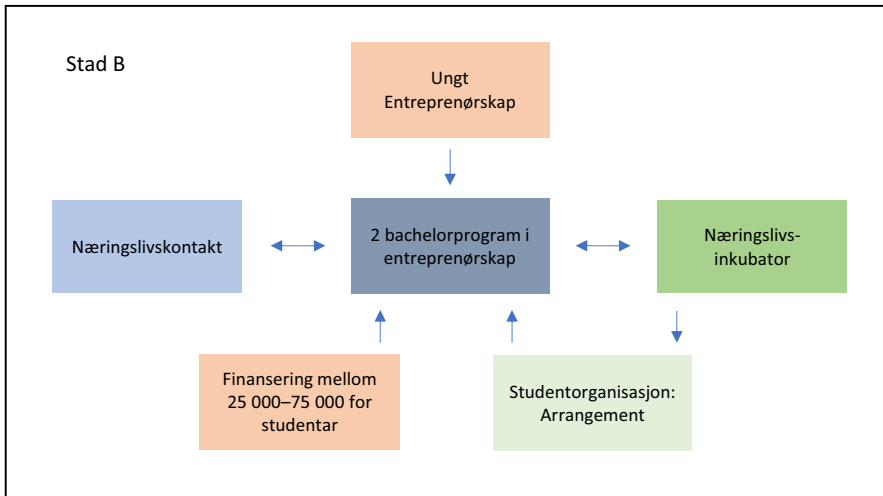 Stad B
Ungt
Entreprenørskap
Næringslivskontakt
2 bachelorprogram i
entreprenørskap
Næringslivs-
inkubator
Finansering mellom
25 000–75 000 for
studentar
Studentorganisasjon:
Arrangement